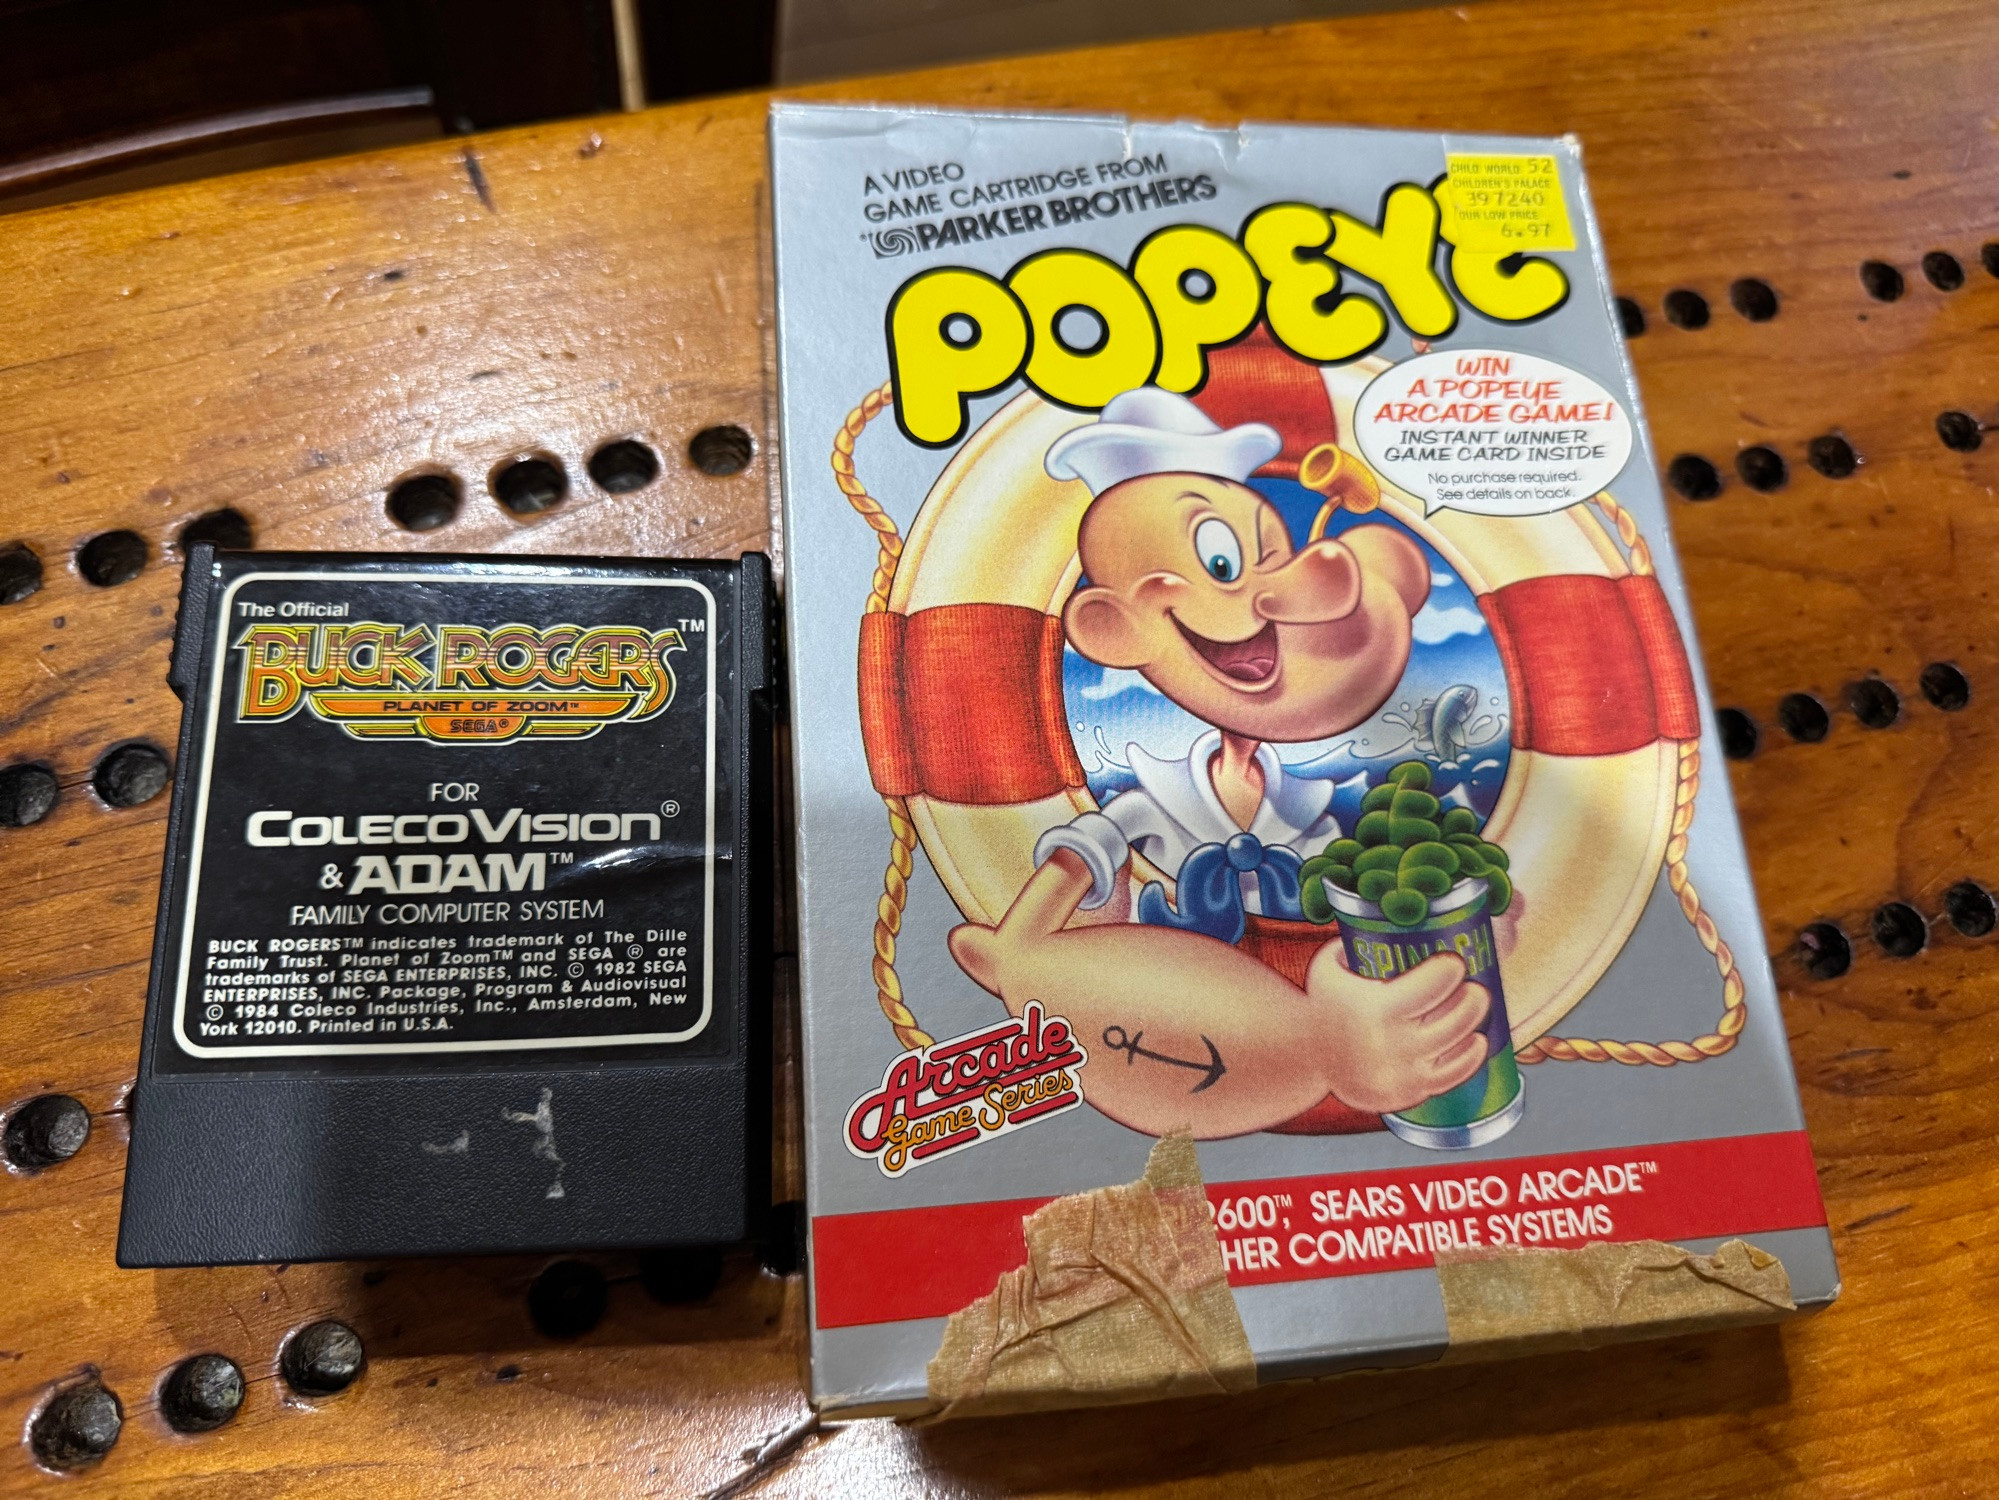 The Official
BUCK ROGERS™
PLANET OF ZOOM™
SEGA®
FOR
COLECOVISION®
& ADAM™
FAMILY COMPUTER SYSTEM
BUCK ROGERS™ indicates trademark of The Dille
Family Trust. Planet of Zoom™ and SEGA ® are
trademarks of SEGA ENTERPRISES, INC. © 1982 SEGA
ENTERPRISES, INC. Package, Program & Audiovisual
© 1984 Coleco Industries, Inc., Amsterdam, New
York 12010. Printed in U.S.A.
A VIDEO
GAME CARTRIDGE FROM
PARKER BROTHERS
POPEYE
CHILD WORLD 52
CHILDREN'S PALACE
397240
OUR LOW PRICE
6.97
WIN
A POPEYE
ARCADE GAME!
INSTANT WINNER
GAME CARD INSIDE
No purchase required.
See details on back.
SPINACH
Arcade
Game Series
2600™, SEARS VIDEO ARCADE™
HER COMPATIBLE SYSTEMS